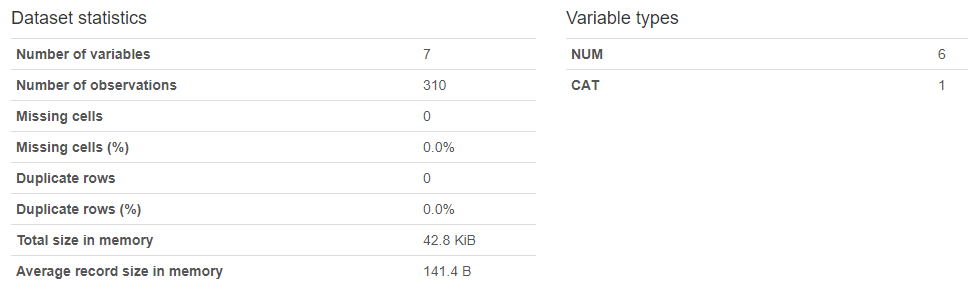 Dataset statistics
Number of variables 7
Number of observations 310
Missing cells 0
Missing cells (%) 0.0%
Duplicate rows 0
Duplicate rows (%) 0.0%
Total size in memory 42.8 KiB
Average record size in memory 141.4 B
Variable types
NUM 6
CAT 1